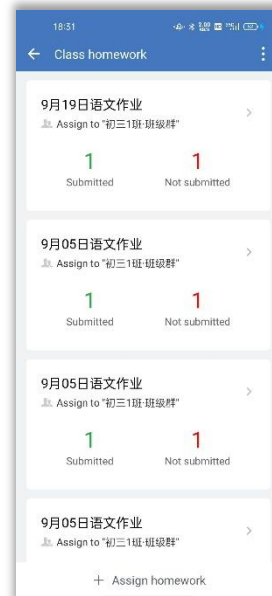 18:31
Class homework
9月19日语文作业
Assign to "初三1班·班级群"
1 1
Submitted Not submitted
9月05日语文作业
Assign to "初三1班·班级群"
1 1
Submitted Not submitted
9月05日语文作业
Assign to "初三1班·班级群"
1 1
Submitted Not submitted
9月05日语文作业
Assign to "初三1班·班级群"
+ Assign homework